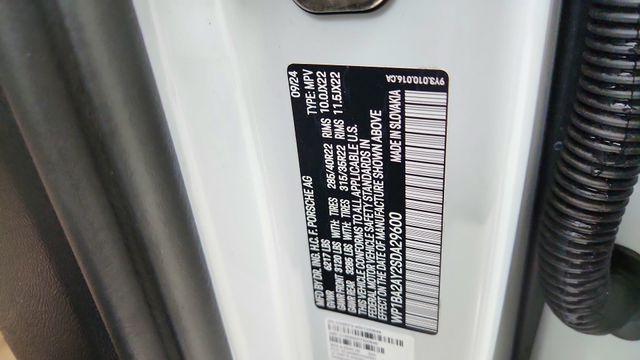 MFD BY DR. ING. H.C. F. PORSCHE AG 09/24
GVWR 6217 LBS TYPE: MPV
GAWR FRONT 3120 LBS WITH: TIRES 285/40R22 RIMS 10.0JX22
GAWR REAR 3286 LBS WITH: TIRES 315/35R22 RIMS 11.5JX22
THIS VEHICLE CONFORMS TO ALL APPLICABLE U.S.
FEDERAL MOTOR VEHICLE SAFETY STANDARDS IN
EFFECT ON THE DATE OF MANUFACTURE SHOWN ABOVE
WP1BA2AY2SDA29600 MADE IN SLOVAKIA
9Y3.010.016.CA